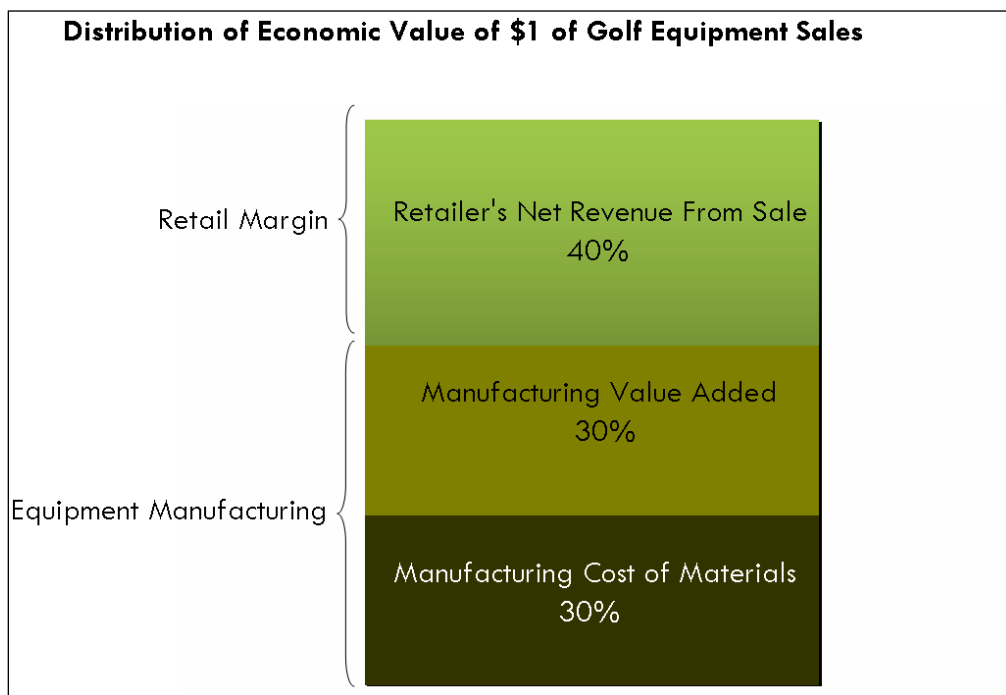 Distribution of Economic Value of $1 of Golf Equipment Sales
Retail Margin
Retailer's Net Revenue From Sale
40%
Manufacturing Value Added
30%
Equipment Manufacturing
Manufacturing Cost of Materials
30%